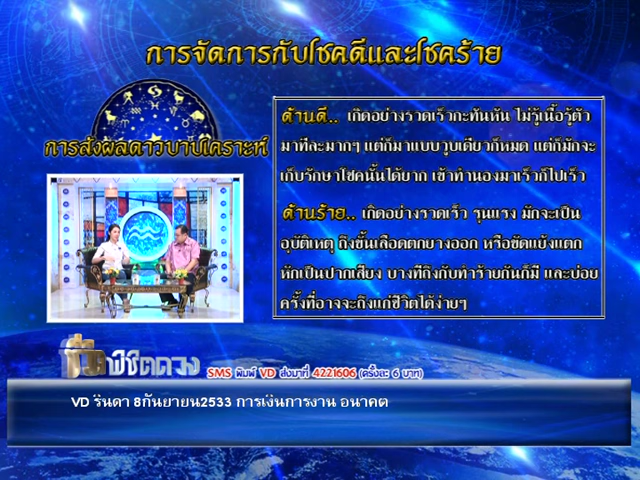 การจัดการกับโชคดีและโชคร้าย
การส่งผลดาวบาปเคราะห์
ด้านดี.. เกิดอย่างรวดเร็วกะทันหัน ไม่รู้เนื้อรู้ตัว
มาทีละมากๆ แต่ก็มาแบบวูบเดียวก็หมด แต่ก็มักจะ
เก็บรักษาโชคนั้นได้ยาก เข้าทำนองมาเร็วก็ไปเร็ว
ด้านร้าย.. เกิดอย่างรวดเร็ว รุนแรง มักจะเป็น
อุบัติเหตุ ถึงขั้นเลือดตกยางออก หรือขัดแย้งแตก
หักเป็นปากเสียง บางทีถึงกับทำร้ายกันก็มี และบ่อย
ครั้งที่อาจจะถึงแก่ชีวิตได้ง่ายๆ
พิชิตดวง
SMS พิมพ์ VD ส่งมาที่ 4221606 (ครั้งละ 6 บาท)
VD รินดา 8กันยายน2533 การเงินการงาน อนาคต